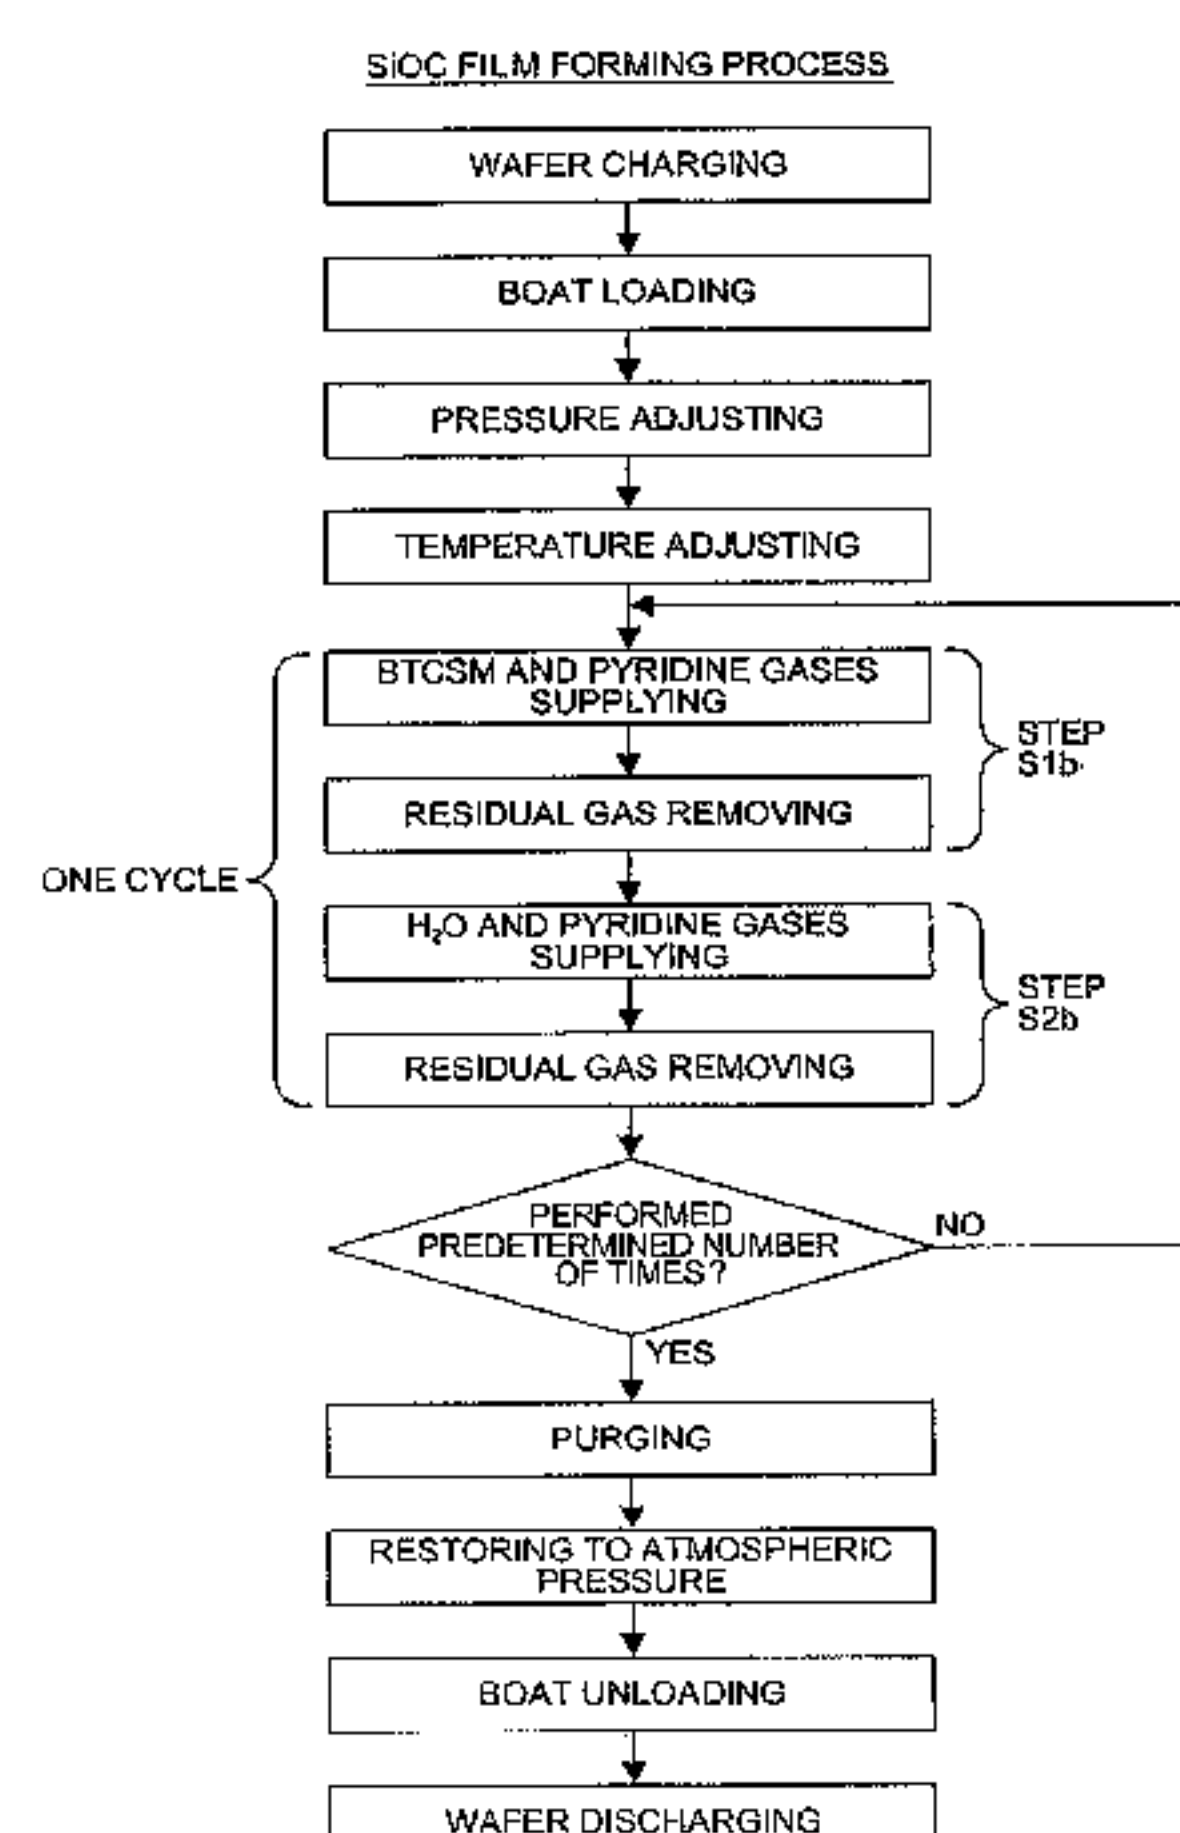 SiOC FILM FORMING PROCESS
WAFER CHARGING
BOAT LOADING
PRESSURE ADJUSTING
TEMPERATURE ADJUSTING
BTCSM AND PYRIDINE GASES
SUPPLYING
STEP
S1b
RESIDUAL GAS REMOVING
ONE CYCLE
H₂O AND PYRIDINE GASES
SUPPLYING
STEP
S2b
RESIDUAL GAS REMOVING
PERFORMED
PREDETERMINED NUMBER
OF TIMES?
NO
YES
PURGING
RESTORING TO ATMOSPHERIC
PRESSURE
BOAT UNLOADING
WAFER DISCHARGING